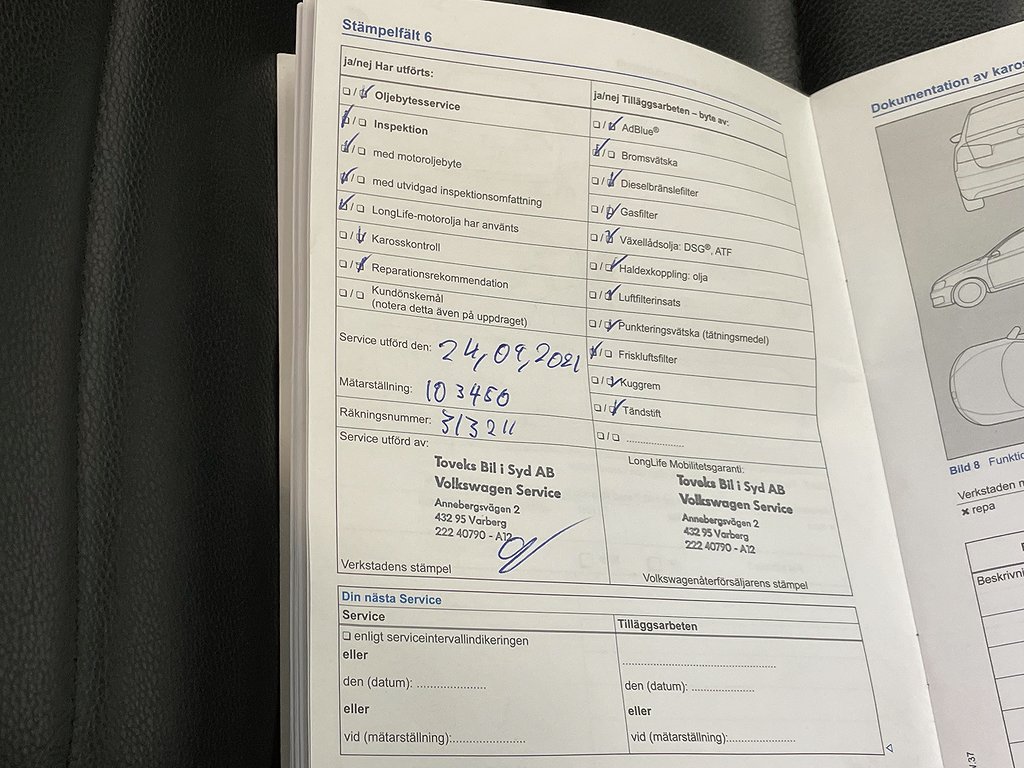 Stämpelfält 6
ja/nej Har utförts:
☐/☑ Oljebytesservice
☑/☐ Inspektion
☑/☐ med motoroljebyte
☑/☐ med utvidgad inspektionsomfattning
☑/☐ LongLife-motorolja har använts
☐/☑ Karosskontroll
☐/☑ Reparationsrekommendation
☐/☐ Kundönskemål
(notera detta även på uppdraget)
ja/nej Tilläggsarbeten – byte av:
☐/☑ AdBlue®
☑/☐ Bromsvätska
☐/☑ Dieselbränslefilter
☐/☑ Gasfilter
☐/☑ Växellådsolja: DSG®, ATF
☐/☑ Haldexkoppling: olja
☐/☑ Luftfilterinsats
☐/☑ Punkteringsvätska (tätningsmedel)
☑/☐ Friskluftsfilter
☐/☑ Kuggrem
☐/☑ Tändstift
☐/☐ ....................
Service utförd den: 24,09,2021
Mätarställning: 103480
Räkningsnummer: 313211
Service utförd av:
Toveks Bil i Syd AB
Volkswagen Service
Annebergsvägen 2
432 95 Varberg
222 40790 - A12
Verkstadens stämpel
LongLife Mobilitetsgaranti:
Toveks Bil i Syd AB
Volkswagen Service
Annebergsvägen 2
432 95 Varberg
222 40790 - A12
Volkswagenåterförsäljarens stämpel
Din nästa Service
Service
☐ enligt serviceintervallindikeringen
eller
den (datum): ....................
eller
vid (mätarställning):....................
Tilläggsarbeten
..............................................
den (datum): ....................
eller
vid (mätarställning):....................
Dokumentation av
Bild 8
Verkstaden
✖ repa